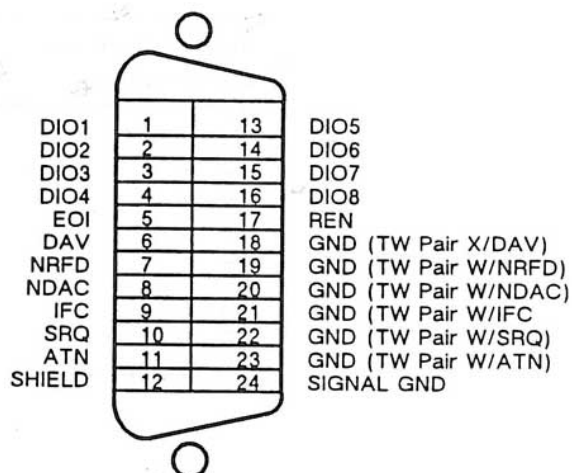 DIO1 1 13 DIO5
DIO2 2 14 DIO6
DIO3 3 15 DIO7
DIO4 4 16 DIO8
EOI 5 17 REN
DAV 6 18 GND (TW Pair X/DAV)
NRFD 7 19 GND (TW Pair W/NRFD)
NDAC 8 20 GND (TW Pair W/NDAC)
IFC 9 21 GND (TW Pair W/IFC
SRQ 10 22 GND (TW Pair W/SRQ)
ATN 11 23 GND (TW Pair W/ATN)
SHIELD 12 24 SIGNAL GND